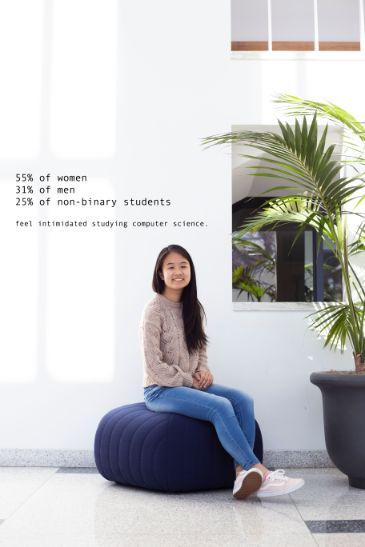 55% of women
31% of men
25% of non-binary students
feel intimidated studying computer science.